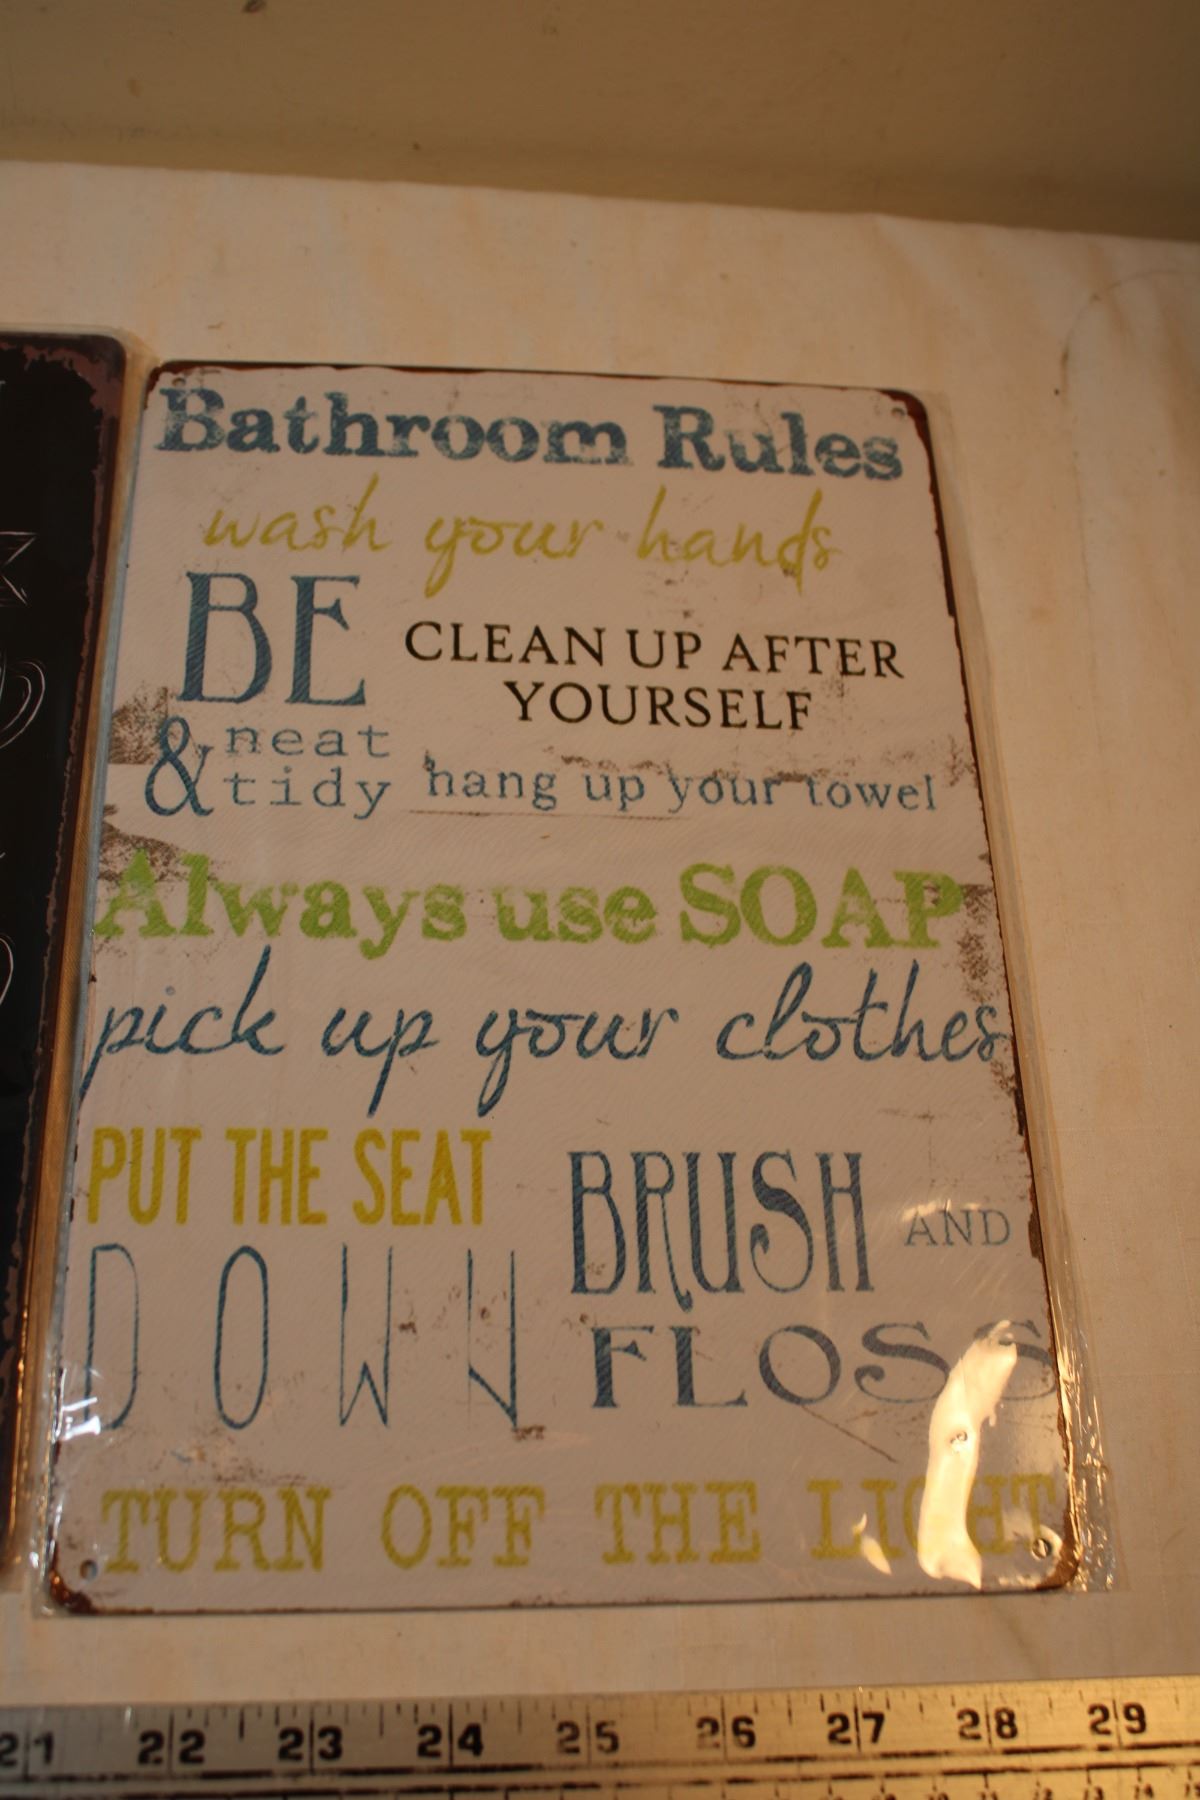 Bathroom Rules
wash your hands
BE
CLEAN UP AFTER
YOURSELF
& neat
tidy
hang up your towel
Always use SOAP
pick up your clothes
PUT THE SEAT
DOWN
BRUSH AND
FLOSS
TURN OFF THE LIGHT
21 22 23 24 25 26 27 28 29